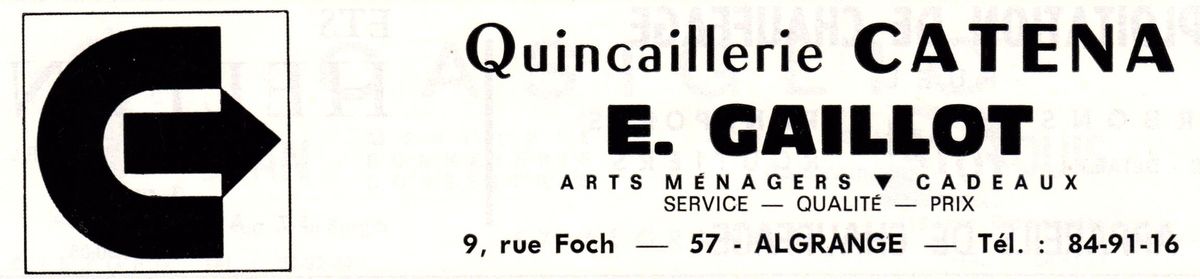 Quincaillerie CATENA
E. GAILLOT
ARTS MÉNAGERS ▼ CADEAUX
SERVICE — QUALITÉ — PRIX
9, rue Foch — 57 - ALGRANGE — Tél. : 84-91-16